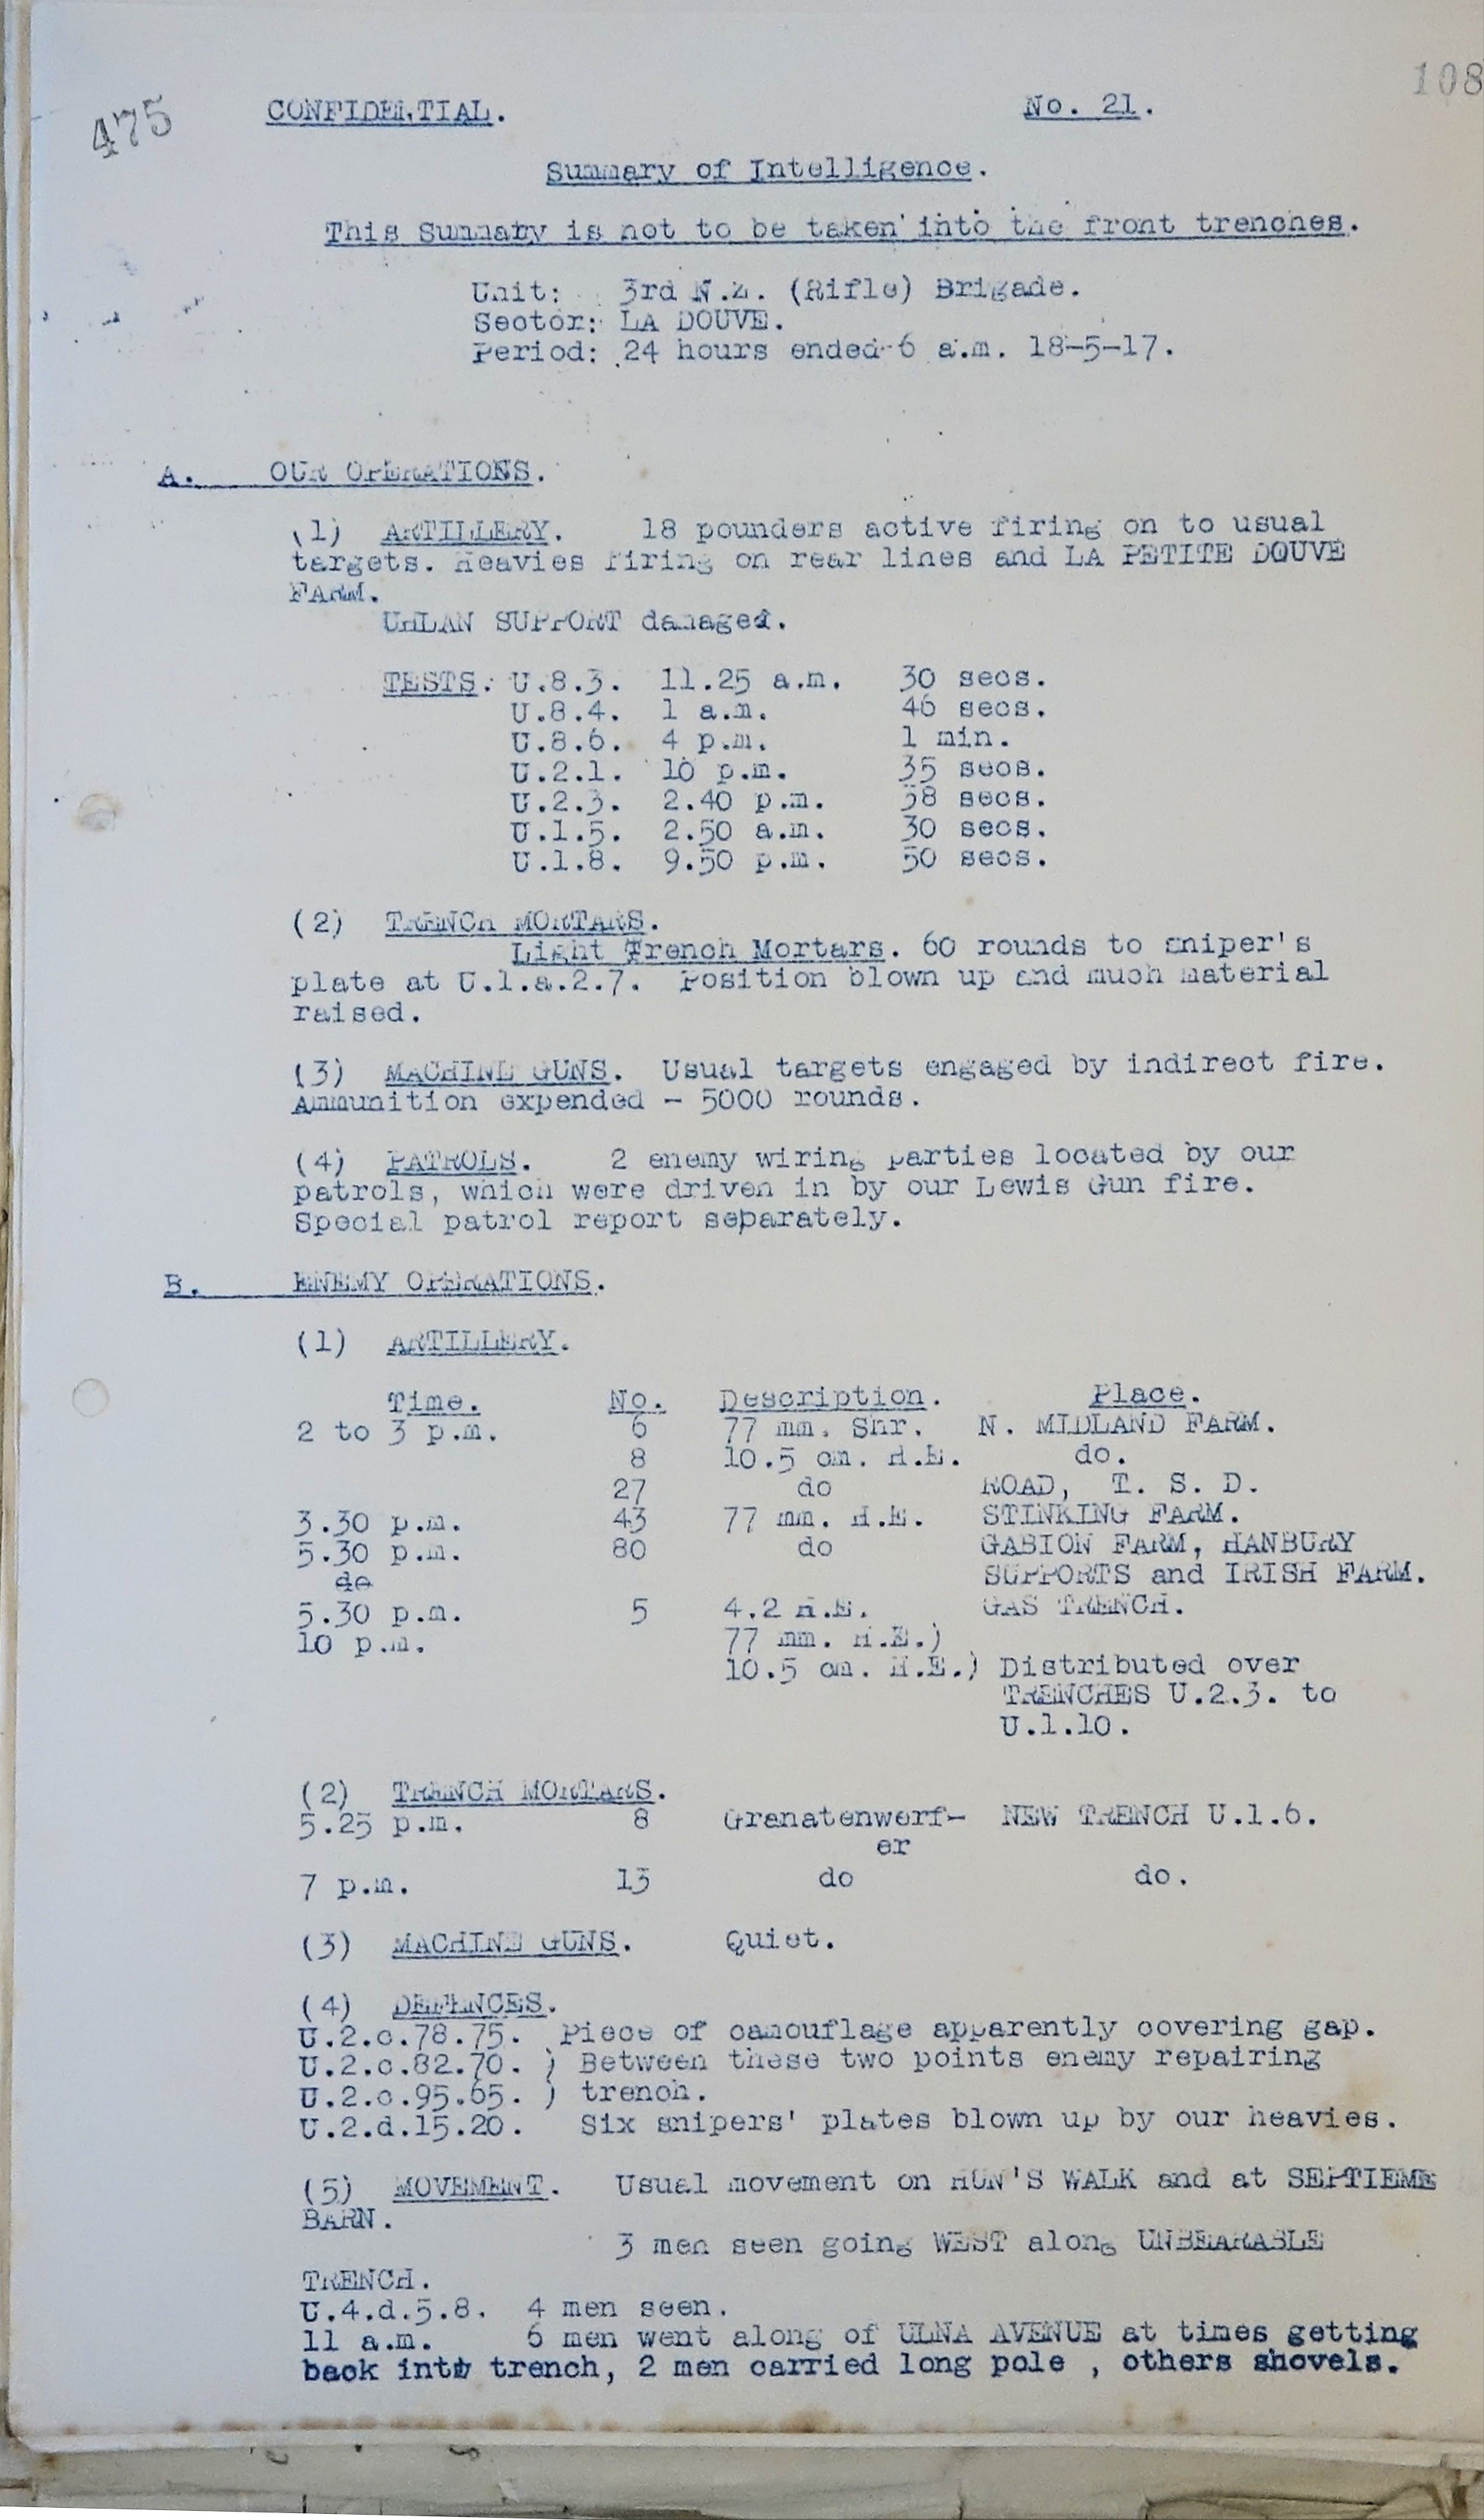 475
108
CONFIDENTIAL. No. 21.
Summary of Intelligence.
This Summaty is not to be taken into the front trenches.
Unit: 3rd N.Z. (Rifle) Brigade.
Sector: LA DOUVE.
Period: 24 hours ended 6 a.m. 18-5-17.
A. OUR OPERATIONS.
(1) ARTILLERY. 18 pounders active firing on to usual
targets. Heavies firing on rear lines and LA PETITE DOUVE
FARM.
UHLAN SUPPORT damaged.
TESTS. U.8.3. 11.25 a.m. 30 secs.
U.8.4. 1 a.m. 46 secs.
U.8.6. 4 p.m. 1 min.
U.2.1. 10 p.m. 35 secs.
U.2.3. 2.40 p.m. 38 secs.
U.1.5. 2.50 a.m. 30 secs.
U.1.8. 9.50 p.m. 50 secs.
(2) TRENCH MORTARS.
Light Trench Mortars. 60 rounds to sniper's
plate at U.1.a.2.7. Position blown up and much material
raised.
(3) MACHINE GUNS. Usual targets engaged by indirect fire.
Ammunition expended - 5000 rounds.
(4) PATROLS. 2 enemy wiring parties located by our
patrols, which were driven in by our Lewis Gun fire.
Special patrol report separately.
B. ENEMY OPERATIONS.
(1) ARTILLERY.
Time. No. Description. Place.
2 to 3 p.m. 6 77 mm. Shr. N. MIDLAND FARM.
8 10.5 cm. H.E. do.
27 do ROAD, T. S. D.
3.30 p.m. 43 77 mm. H.E. STINKING FARM.
5.30 p.m. 80 do GABION FARM, HANBURY
do SUPPORTS and IRISH FARM.
5.30 p.m. 5 4.2 H.E. GAS TRENCH.
10 p.m. 77 mm. H.E.)
10.5 cm. H.E.) Distributed over
TRENCHES U.2.3. to
U.1.10.
(2) TRENCH MORTARS.
5.25 p.m. 8 Granatenwerf- NEW TRENCH U.1.6.
er
7 p.m. 13 do do.
(3) MACHINE GUNS. Quiet.
(4) DEFENCES.
U.2.c.78.75. Piece of camouflage apparently covering gap.
U.2.c.82.70. ) Between these two points enemy repairing
U.2.c.95.65. ) trench.
U.2.d.15.20. Six snipers' plates blown up by our heavies.
(5) MOVEMENT. Usual movement on HUN'S WALK and at SEPTIEME
BARN.
3 men seen going WEST along UNBEARABLE
TRENCH.
U.4.d.5.8. 4 men seen.
11 a.m. 6 men went along of ULNA AVENUE at times getting
back into trench, 2 men carried long pole , others shovels.